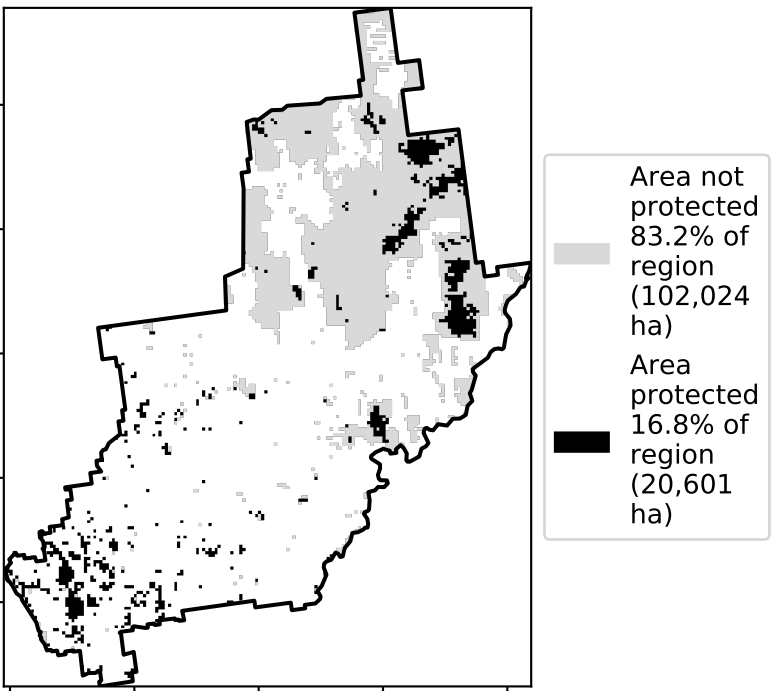 Area not
protected
83.2% of
region
(102,024
ha)
Area
protected
16.8% of
region
(20,601
ha)